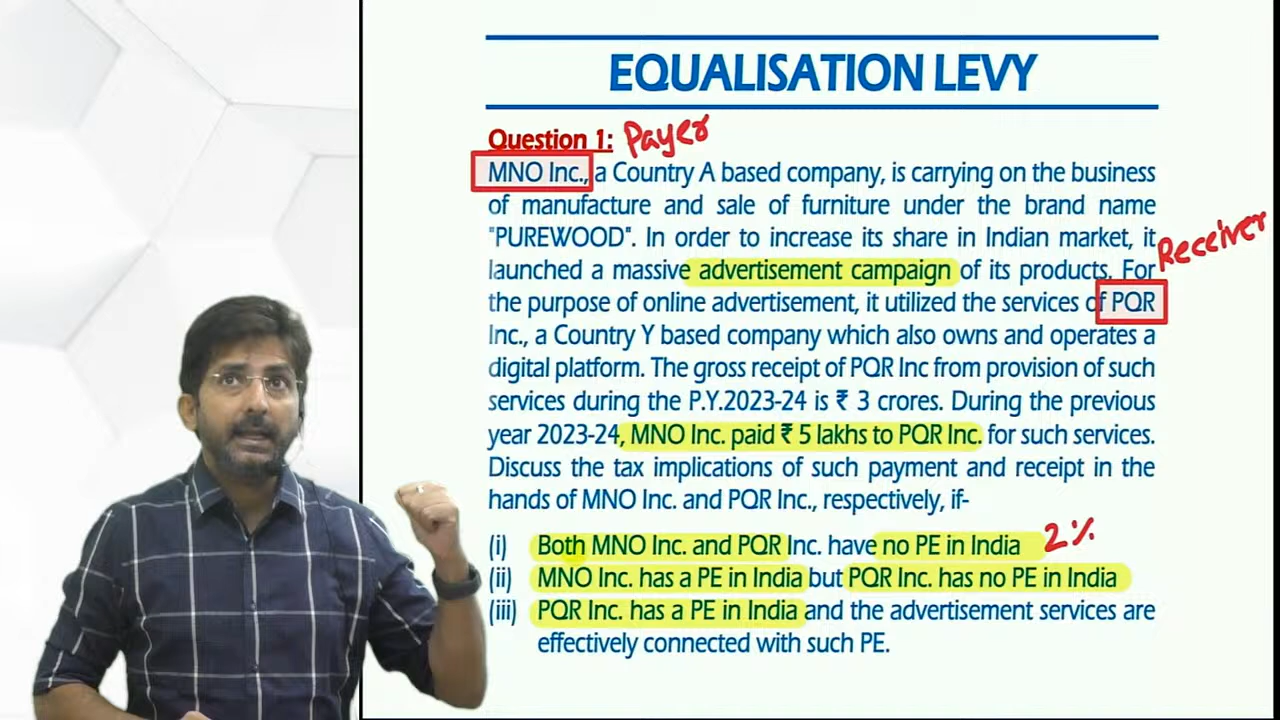 EQUALISATION LEVY
Question 1: Payer
MNO Inc., a Country A based company, is carrying on the business
of manufacture and sale of furniture under the brand name
"PUREWOOD". In order to increase its share in Indian market, it
launched a massive advertisement campaign of its products. For
Receiver
the purpose of online advertisement, it utilized the services of PQR
Inc., a Country Y based company which also owns and operates a
digital platform. The gross receipt of PQR Inc from provision of such
services during the P.Y.2023-24 is ₹ 3 crores. During the previous
year 2023-24, MNO Inc. paid ₹ 5 lakhs to PQR Inc. for such services.
Discuss the tax implications of such payment and receipt in the
hands of MNO Inc. and PQR Inc., respectively, if-
(i) Both MNO Inc. and PQR Inc. have no PE in India 2%
(ii) MNO Inc. has a PE in India but PQR Inc. has no PE in India
(iii) PQR Inc. has a PE in India and the advertisement services are
effectively connected with such PE.